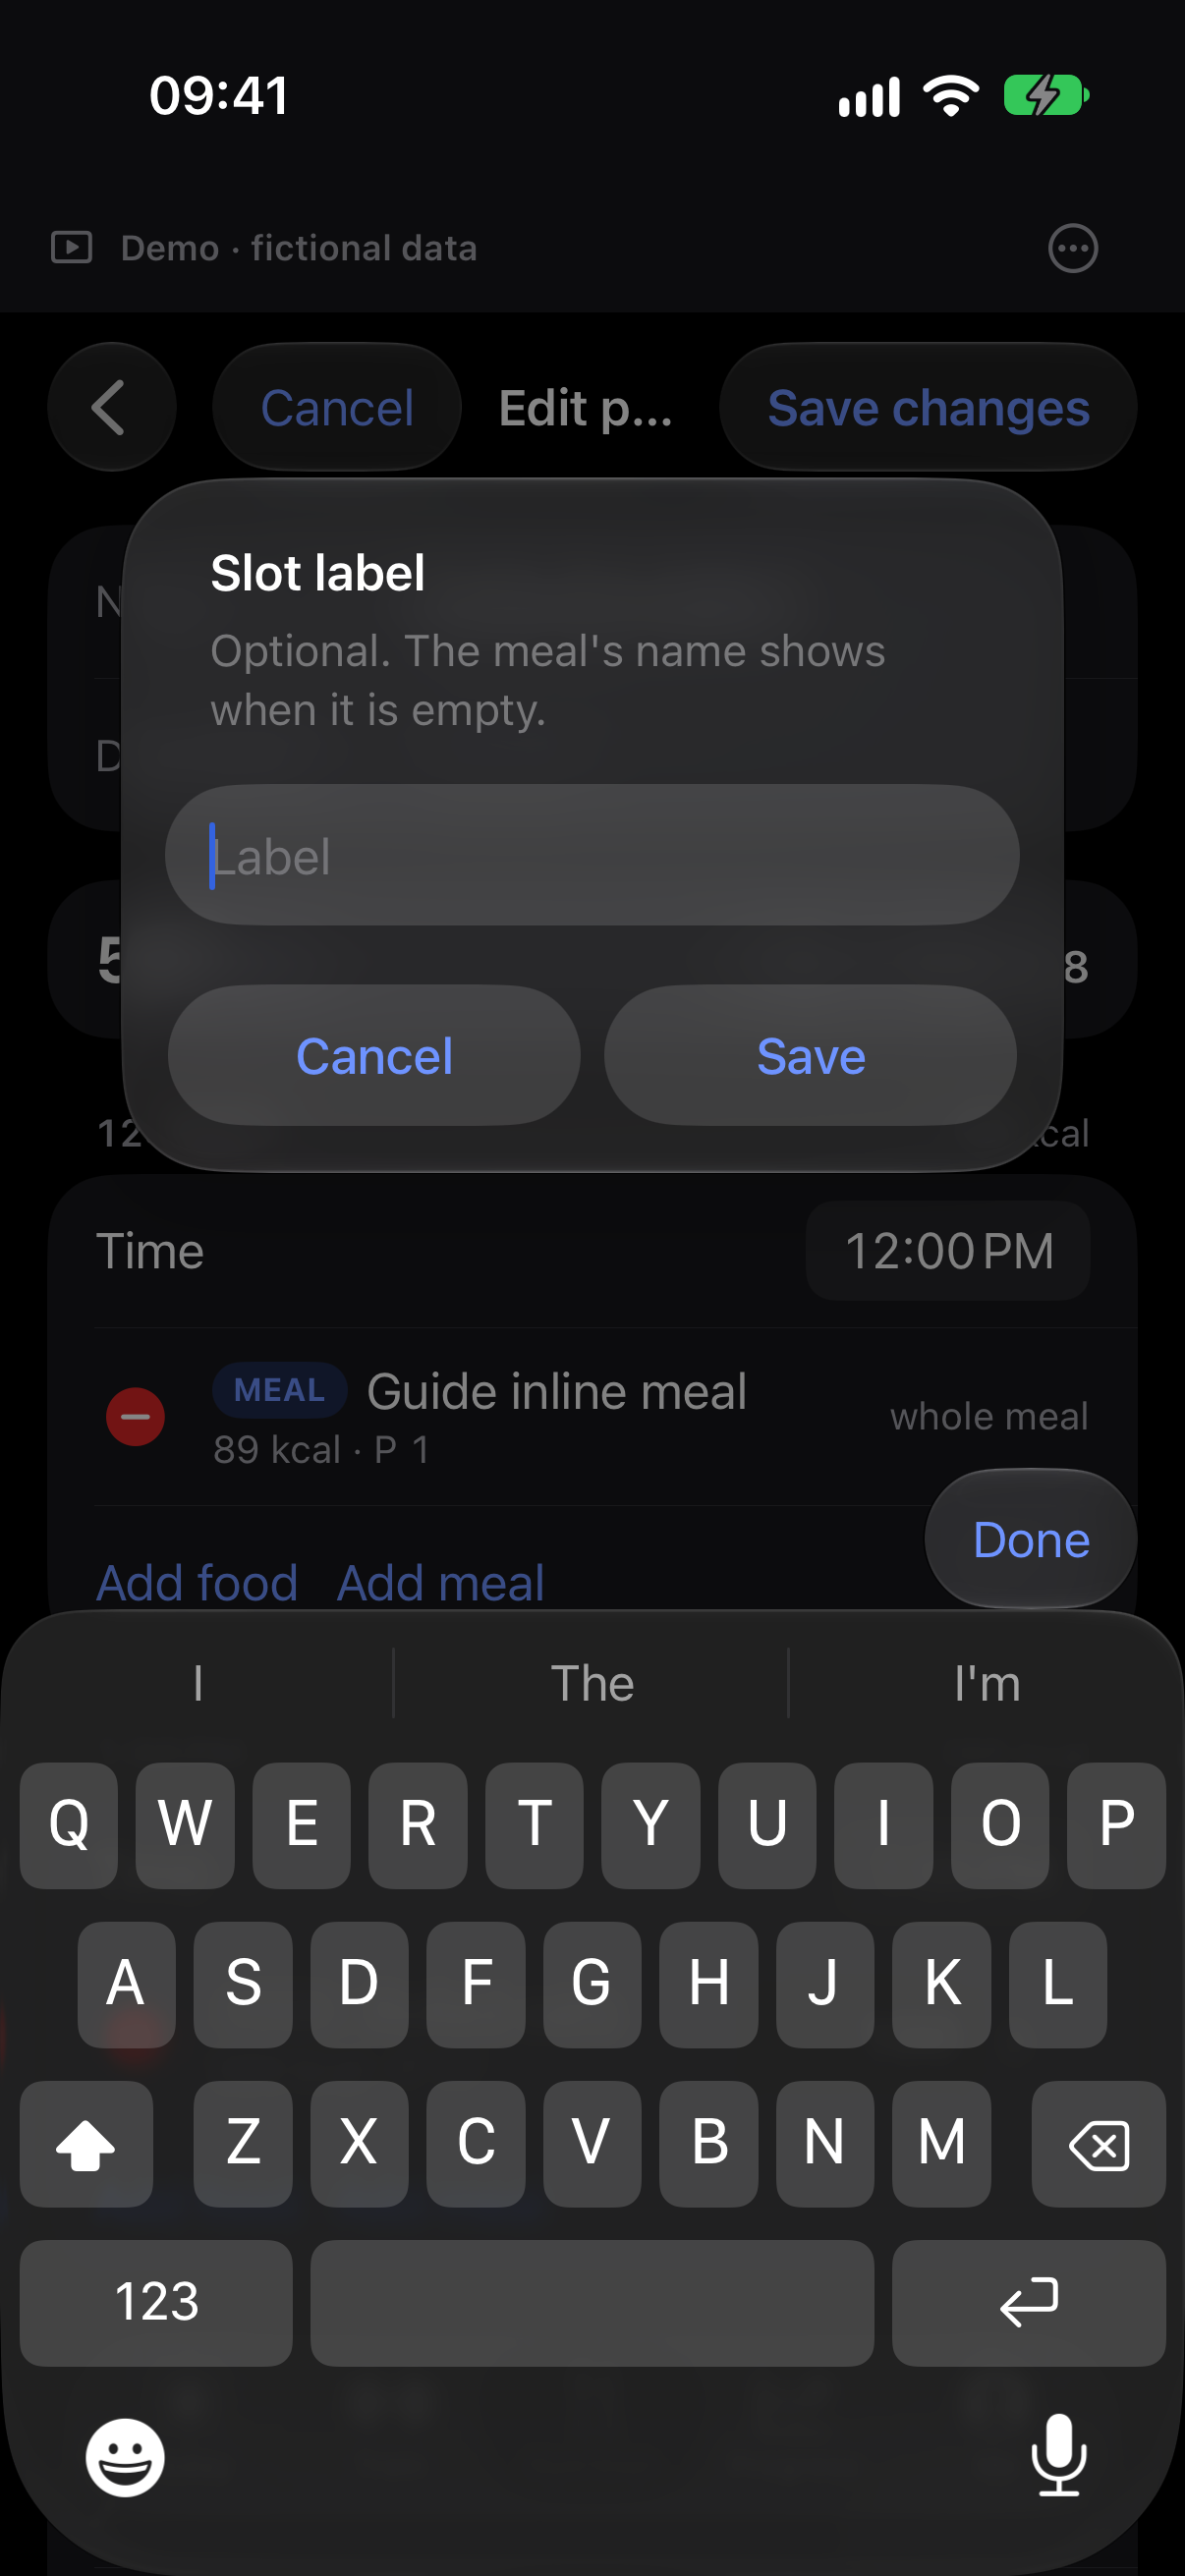 09:41
Demo · fictional data
Cancel
Edit p...
Save changes
Slot label
Optional. The meal's name shows
when it is empty.
Label
Cancel
Save
Time
12:00 PM
MEAL
Guide inline meal
89 kcal · P 1
whole meal
Done
Add food
Add meal
I
The
I'm
Q W E R T Y U I O P
A S D F G H J K L
Z X C V B N M
123